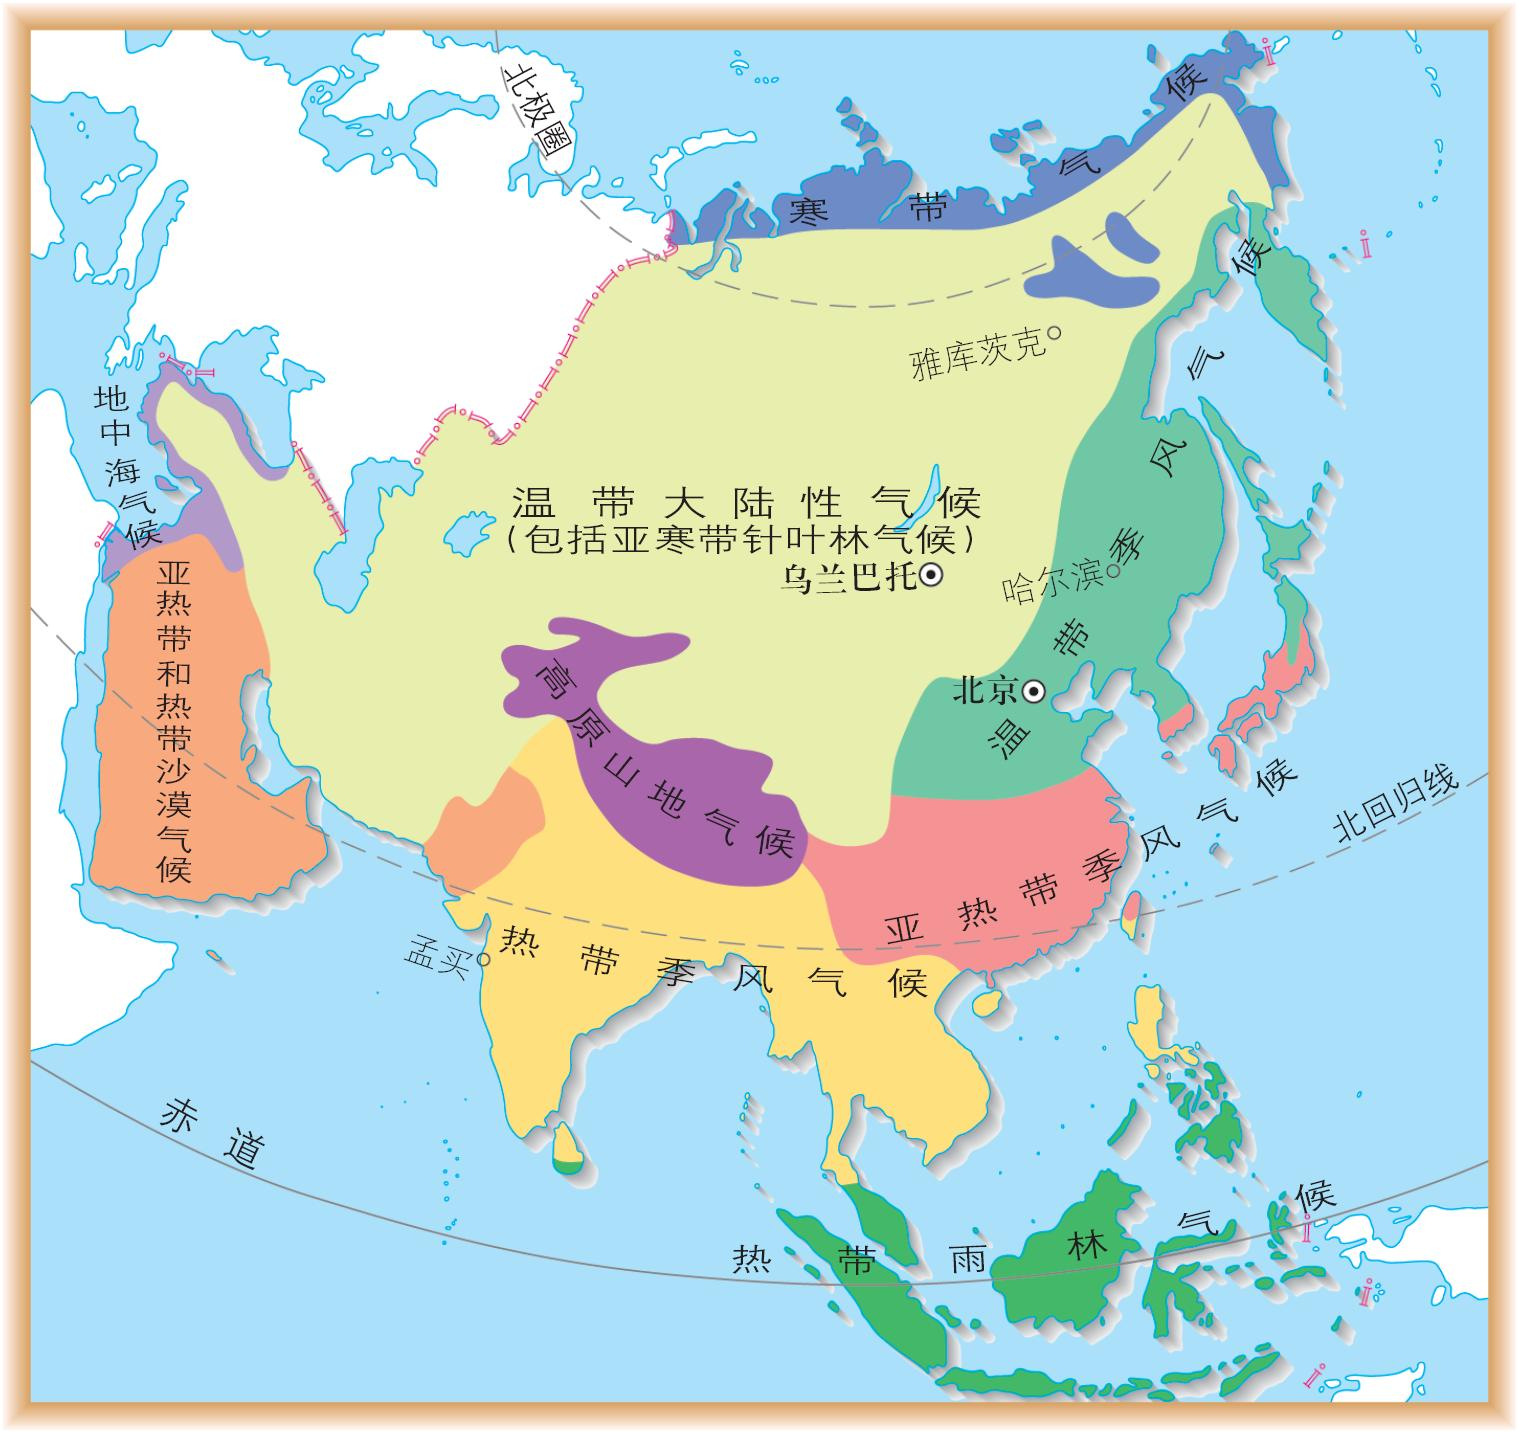 北极圈
寒带气候
雅库茨克
地中海气候
温带大陆性气候
(包括亚寒带针叶林气候)
乌兰巴托
哈尔滨
北京
温带季风气候
亚热带和热带沙漠气候
高原山地气候
亚热带季风气候
北回归线
孟买
热带季风气候
赤道
热带雨林气候